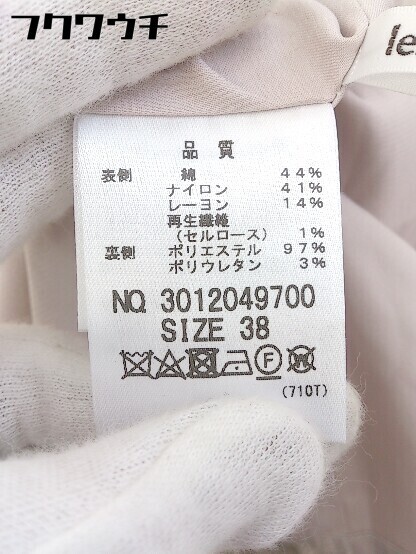 フクワウチ
le
品質
表側 綿 44%
ナイロン 41%
レーヨン 14%
再生繊維
(セルロース) 1%
裏側 ポリエステル 97%
ポリウレタン 3%
NO. 3012049700
SIZE 38
F W
(710T)